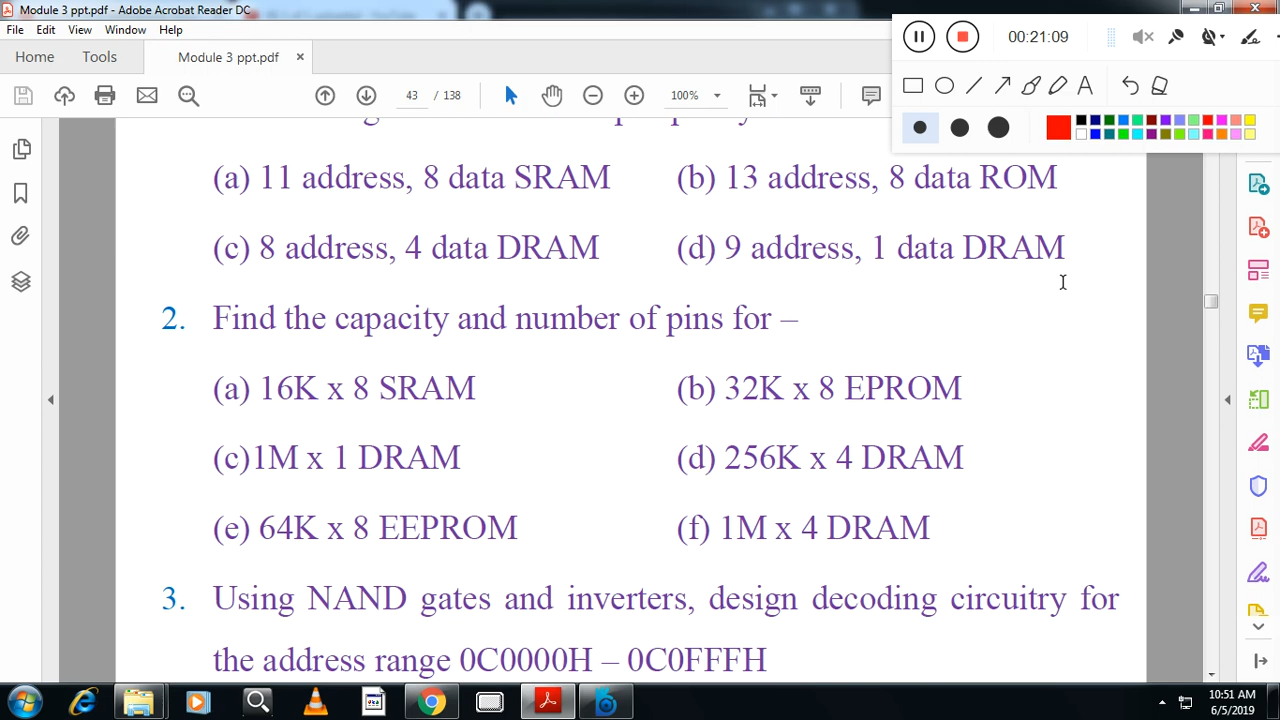 Module 3 ppt.pdf - Adobe Acrobat Reader DC
File Edit View Window Help
00:21:09
Home Tools Module 3 ppt.pdf ×
43 / 138 100%
(a) 11 address, 8 data SRAM (b) 13 address, 8 data ROM
(c) 8 address, 4 data DRAM (d) 9 address, 1 data DRAM
2. Find the capacity and number of pins for –
(a) 16K x 8 SRAM (b) 32K x 8 EPROM
(c)1M x 1 DRAM (d) 256K x 4 DRAM
(e) 64K x 8 EEPROM (f) 1M x 4 DRAM
3. Using NAND gates and inverters, design decoding circuitry for
the address range 0C0000H – 0C0FFFH
10:51 AM
6/5/2019